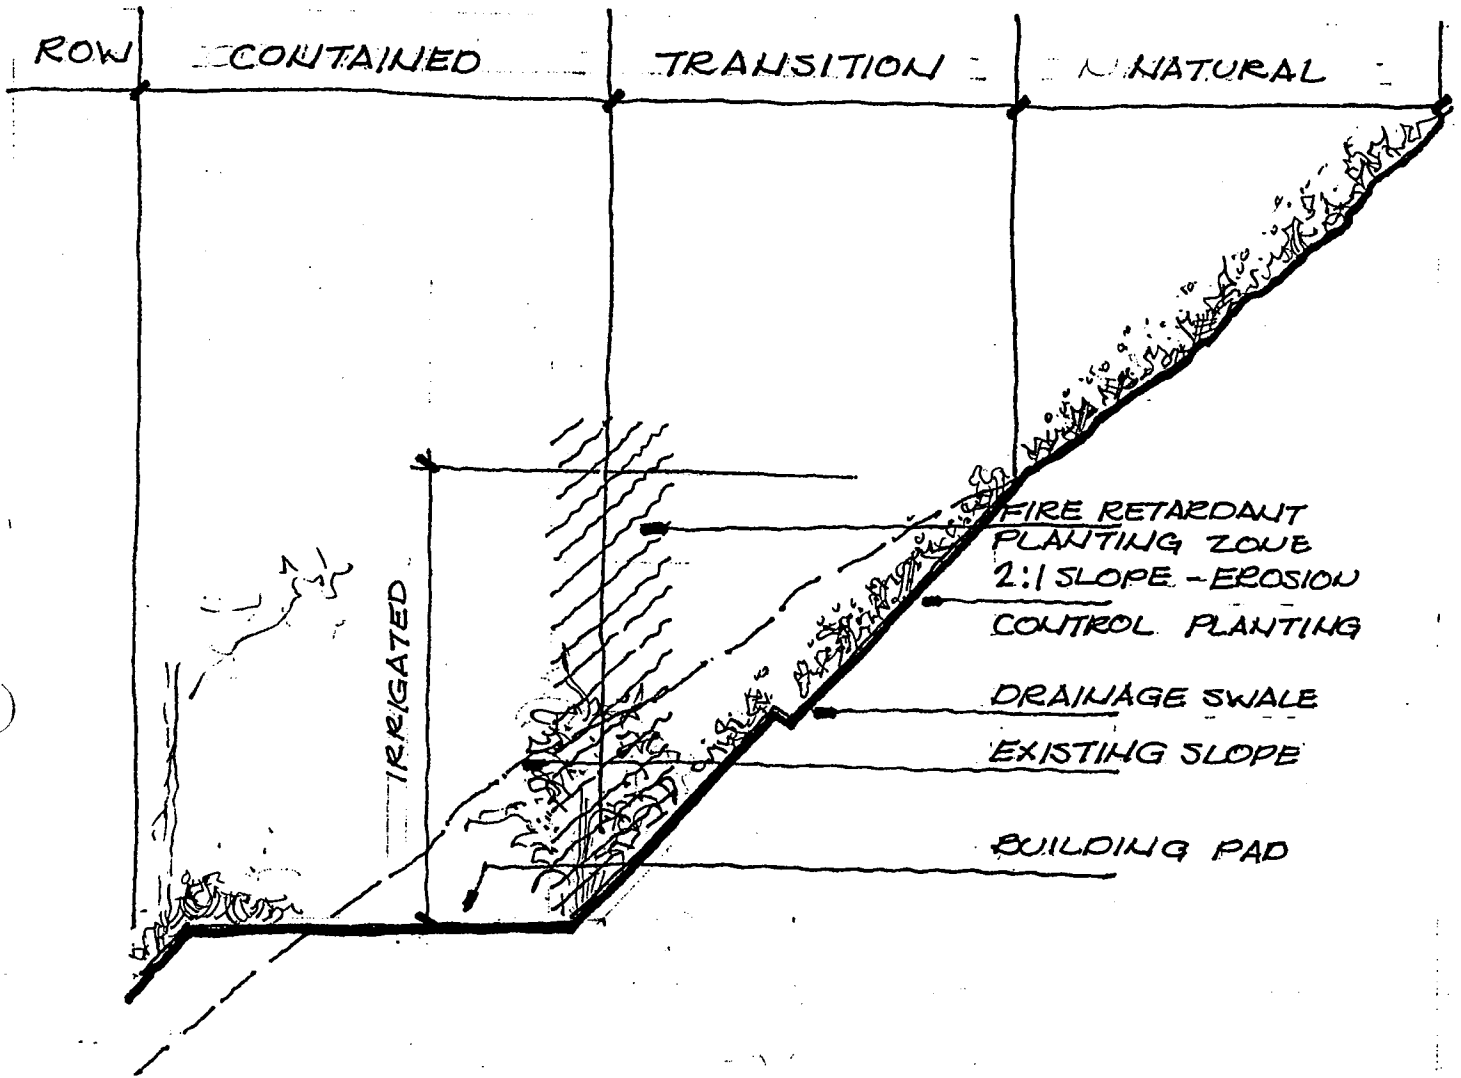 ROW CONTAINED TRANSITION NATURAL
FIRE RETARDANT
PLANTING ZONE
2:1 SLOPE - EROSION
CONTROL PLANTING
IRRIGATED
DRAINAGE SWALE
EXISTING SLOPE
BUILDING PAD